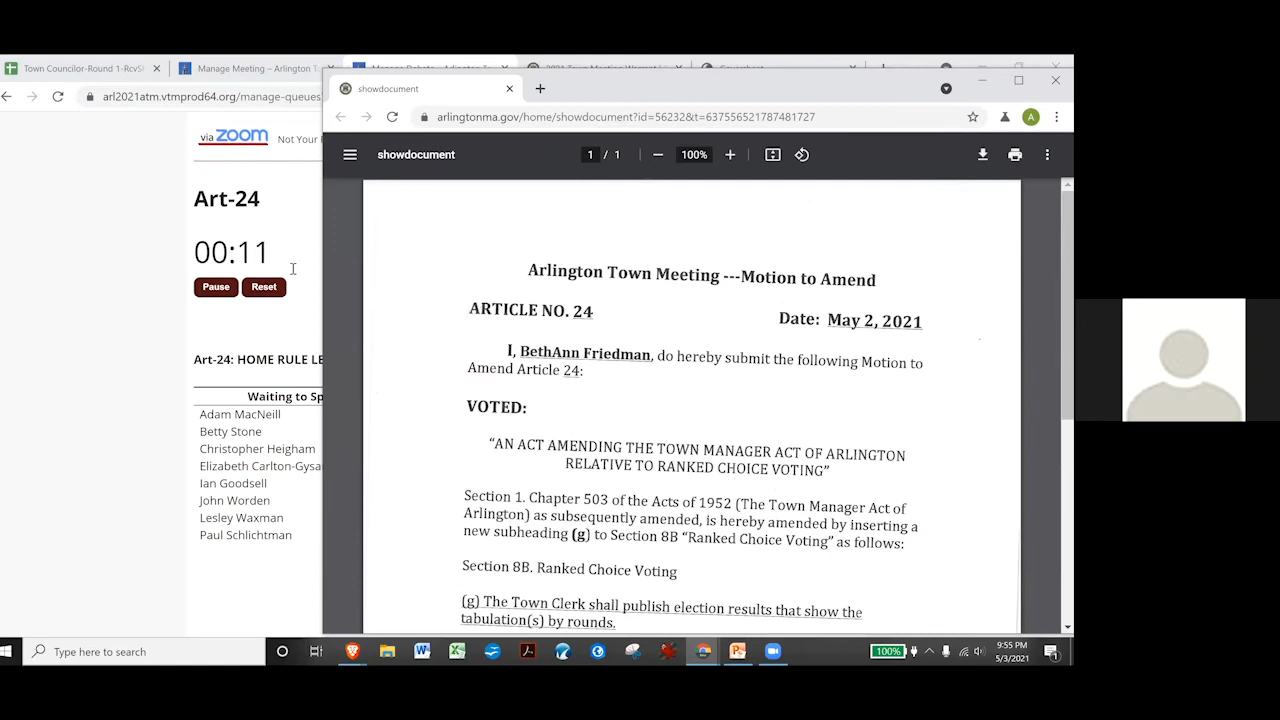 Town Councilor-Round 1-RcvS
Manage Meeting – Arlington T
showdocument
arl2021atm.vtmprod64.org/manage-queues
arlingtonma.gov/home/showdocument?id=56232&t=637556521787481727
A
via zoom Not Your
showdocument
1 / 1
100%
Art-24
00:11
Pause Reset
Art-24: HOME RULE LE
Waiting to Sp
Adam MacNeill
Betty Stone
Christopher Heigham
Elizabeth Carlton-Gysa
Ian Goodsell
John Worden
Lesley Waxman
Paul Schlichtman
Arlington Town Meeting ---Motion to Amend
ARTICLE NO. 24 Date: May 2, 2021
I, BethAnn Friedman, do hereby submit the following Motion to
Amend Article 24:
VOTED:
“AN ACT AMENDING THE TOWN MANAGER ACT OF ARLINGTON
RELATIVE TO RANKED CHOICE VOTING”
Section 1. Chapter 503 of the Acts of 1952 (The Town Manager Act of
Arlington) as subsequently amended, is hereby amended by inserting a
new subheading (g) to Section 8B “Ranked Choice Voting” as follows:
Section 8B. Ranked Choice Voting
(g) The Town Clerk shall publish election results that show the
tabulation(s) by rounds.
Type here to search
100%
9:55 PM
5/3/2021